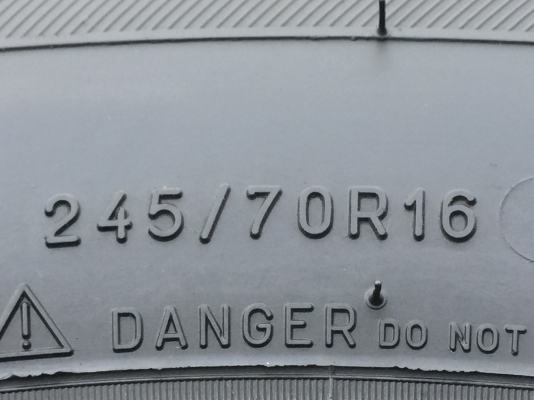 245/70R16
DANGER DO NOT